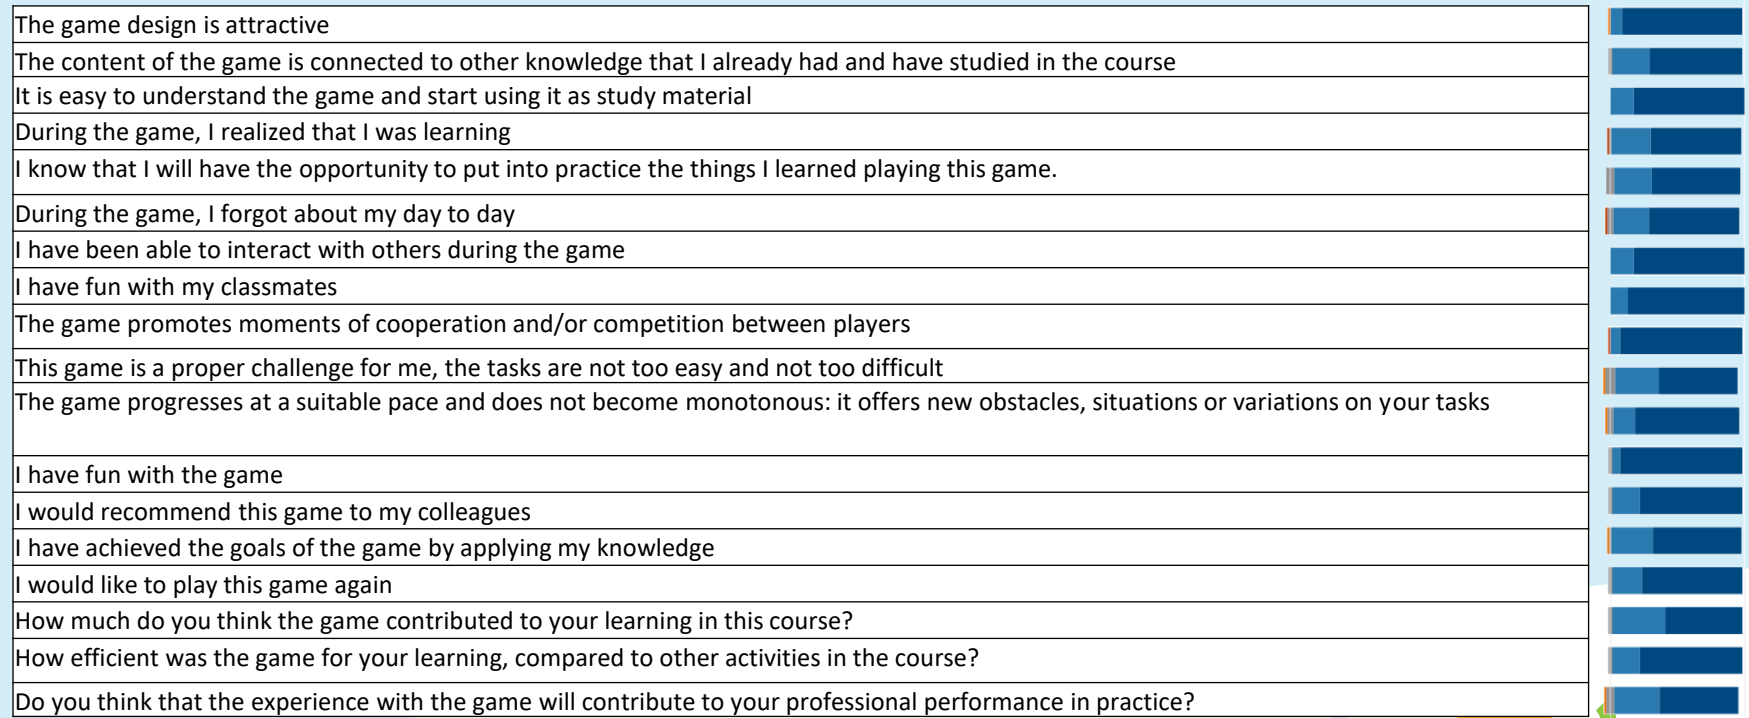 The game design is attractive
The content of the game is connected to other knowledge that I already had and have studied in the course
It is easy to understand the game and start using it as study material
During the game, I realized that I was learning
I know that I will have the opportunity to put into practice the things I learned playing this game.
During the game, I forgot about my day to day
I have been able to interact with others during the game
I have fun with my classmates
The game promotes moments of cooperation and/or competition between players
This game is a proper challenge for me, the tasks are not too easy and not too difficult
The game progresses at a suitable pace and does not become monotonous: it offers new obstacles, situations or variations on your tasks
I have fun with the game
I would recommend this game to my colleagues
I have achieved the goals of the game by applying my knowledge
I would like to play this game again
How much do you think the game contributed to your learning in this course?
How efficient was the game for your learning, compared to other activities in the course?
Do you think that the experience with the game will contribute to your professional performance in practice?